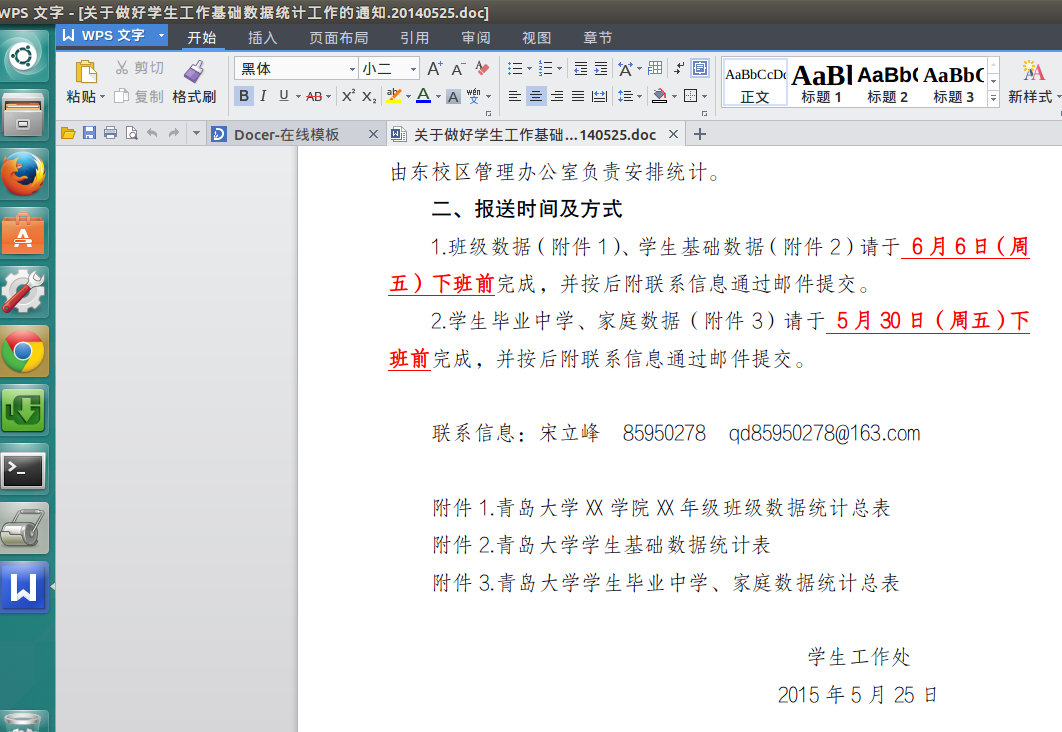 WPS 文字 - [关于做好学生工作基础数据统计工作的通知.20140525.doc]
W WPS 文字 开始 插入 页面布局 引用 审阅 视图 章节
粘贴 剪切 复制 格式刷 黑体 小二 AaBbCcDd 正文 AaBl 标题 1 AaBb( 标题 2 AaBbC 标题 3 新样式
Docer-在线模板 关于做好学生工作基础...140525.doc
由东校区管理办公室负责安排统计。
二、报送时间及方式
1.班级数据（附件1）、学生基础数据（附件2）请于 6月6日（周
五）下班前完成，并按后附联系信息通过邮件提交。
2.学生毕业中学、家庭数据（附件3）请于 5月30日（周五）下
班前完成，并按后附联系信息通过邮件提交。
联系信息：宋立峰 85950278 qd85950278@163.com
附件1.青岛大学XX学院XX年级班级数据统计总表
附件2.青岛大学学生基础数据统计表
附件3.青岛大学学生毕业中学、家庭数据统计总表
学生工作处
2015年5月25日